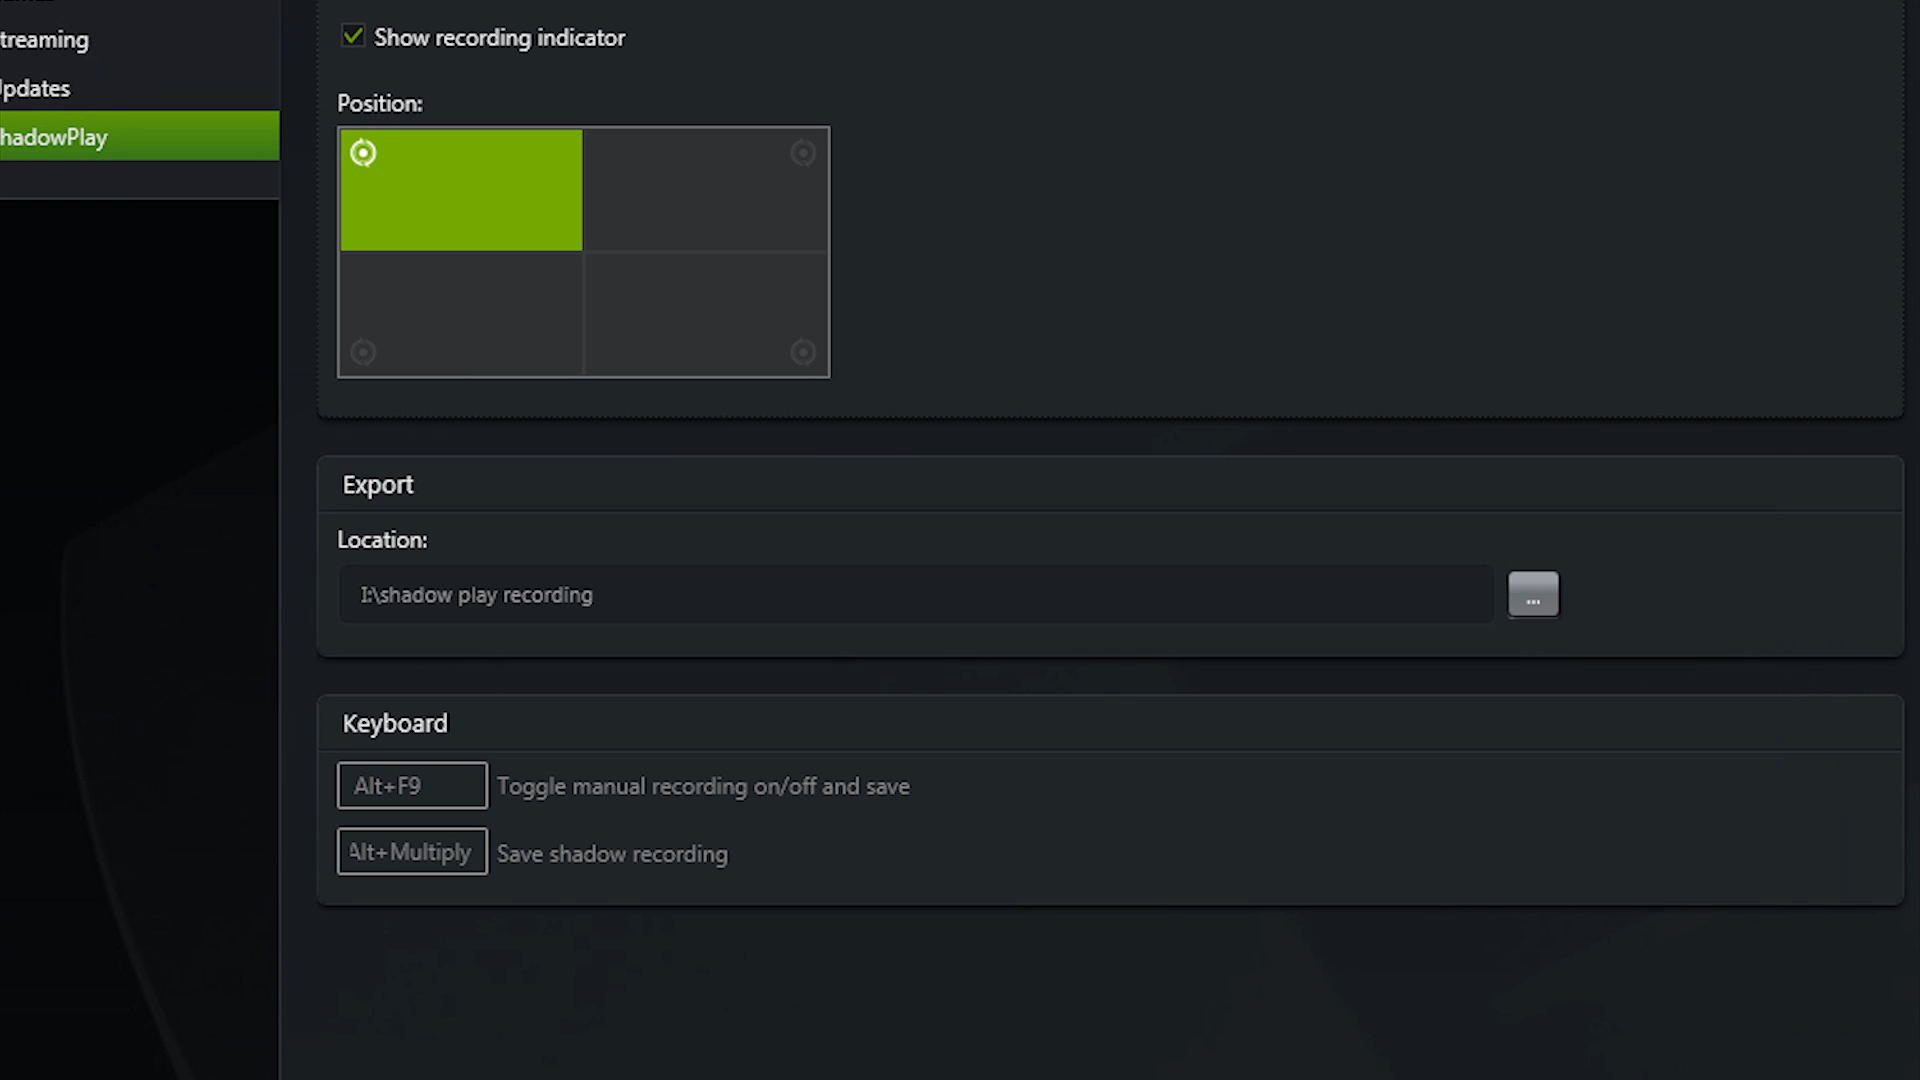 treaming
Updates
hadowPlay
Show recording indicator
Position:
Export
Location:
I:\shadow play recording
...
Keyboard
Alt+F9 Toggle manual recording on/off and save
Alt+Multiply Save shadow recording